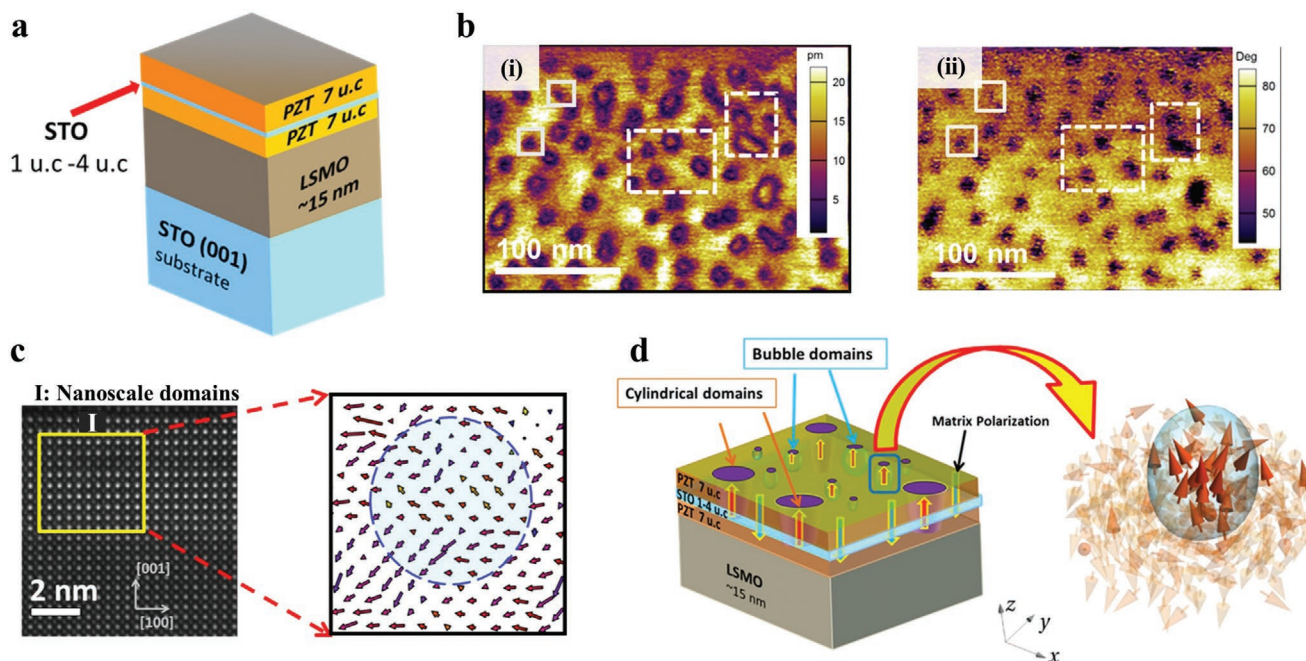 a
PZT 7 u.c
PZT 7 u.c
STO
1 u.c -4 u.c
LSMO
~15 nm
STO (001)
substrate
b
(i)
100 nm
pm
20
15
10
5
(ii)
100 nm
Deg
80
70
60
50
c
I: Nanoscale domains
I
[001]
[100]
2 nm
d
Bubble domains
Cylindrical domains
Matrix Polarization
PZT 7 u.c
STO 1-4 u.c
PZT 7 u.c
LSMO
~15 nm
z
y
x